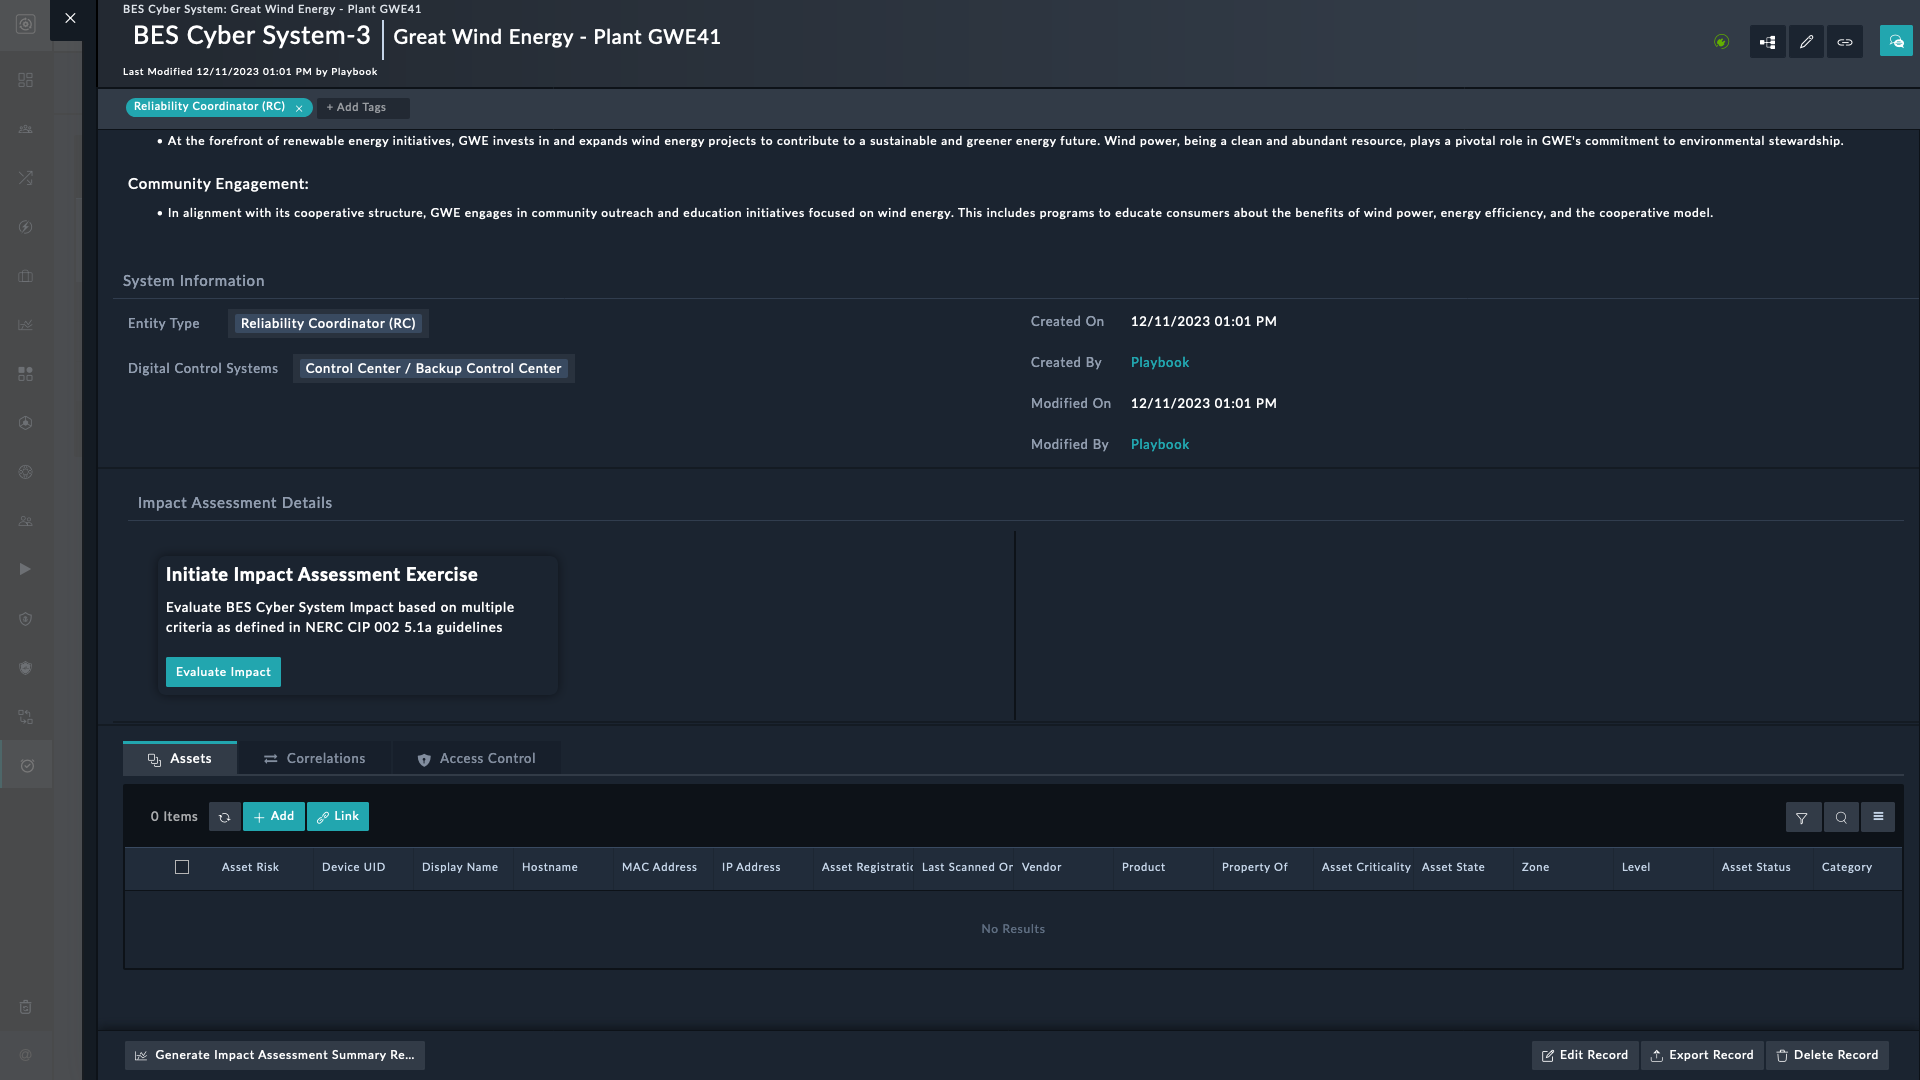 BES Cyber System: Great Wind Energy - Plant GWE41
BES Cyber System-3 Great Wind Energy - Plant GWE41
Last Modified 12/11/2023 01:01 PM by Playbook
Reliability Coordinator (RC) × + Add Tags
• At the forefront of renewable energy initiatives, GWE invests in and expands wind energy projects to contribute to a sustainable and greener energy future. Wind power, being a clean and abundant resource, plays a pivotal role in GWE's commitment to environmental stewardship.
Community Engagement:
• In alignment with its cooperative structure, GWE engages in community outreach and education initiatives focused on wind energy. This includes programs to educate consumers about the benefits of wind power, energy efficiency, and the cooperative model.
System Information
Entity Type Reliability Coordinator (RC)
Digital Control Systems Control Center / Backup Control Center
Created On 12/11/2023 01:01 PM
Created By Playbook
Modified On 12/11/2023 01:01 PM
Modified By Playbook
Impact Assessment Details
Initiate Impact Assessment Exercise
Evaluate BES Cyber System Impact based on multiple
criteria as defined in NERC CIP 002 5.1a guidelines
Evaluate Impact
Assets Correlations Access Control
0 Items + Add Link
Asset Risk Device UID Display Name Hostname MAC Address IP Address Asset Registratic Last Scanned Or Vendor Product Property Of Asset Criticality Asset State Zone Level Asset Status Category
No Results
Generate Impact Assessment Summary Re... Edit Record Export Record Delete Record